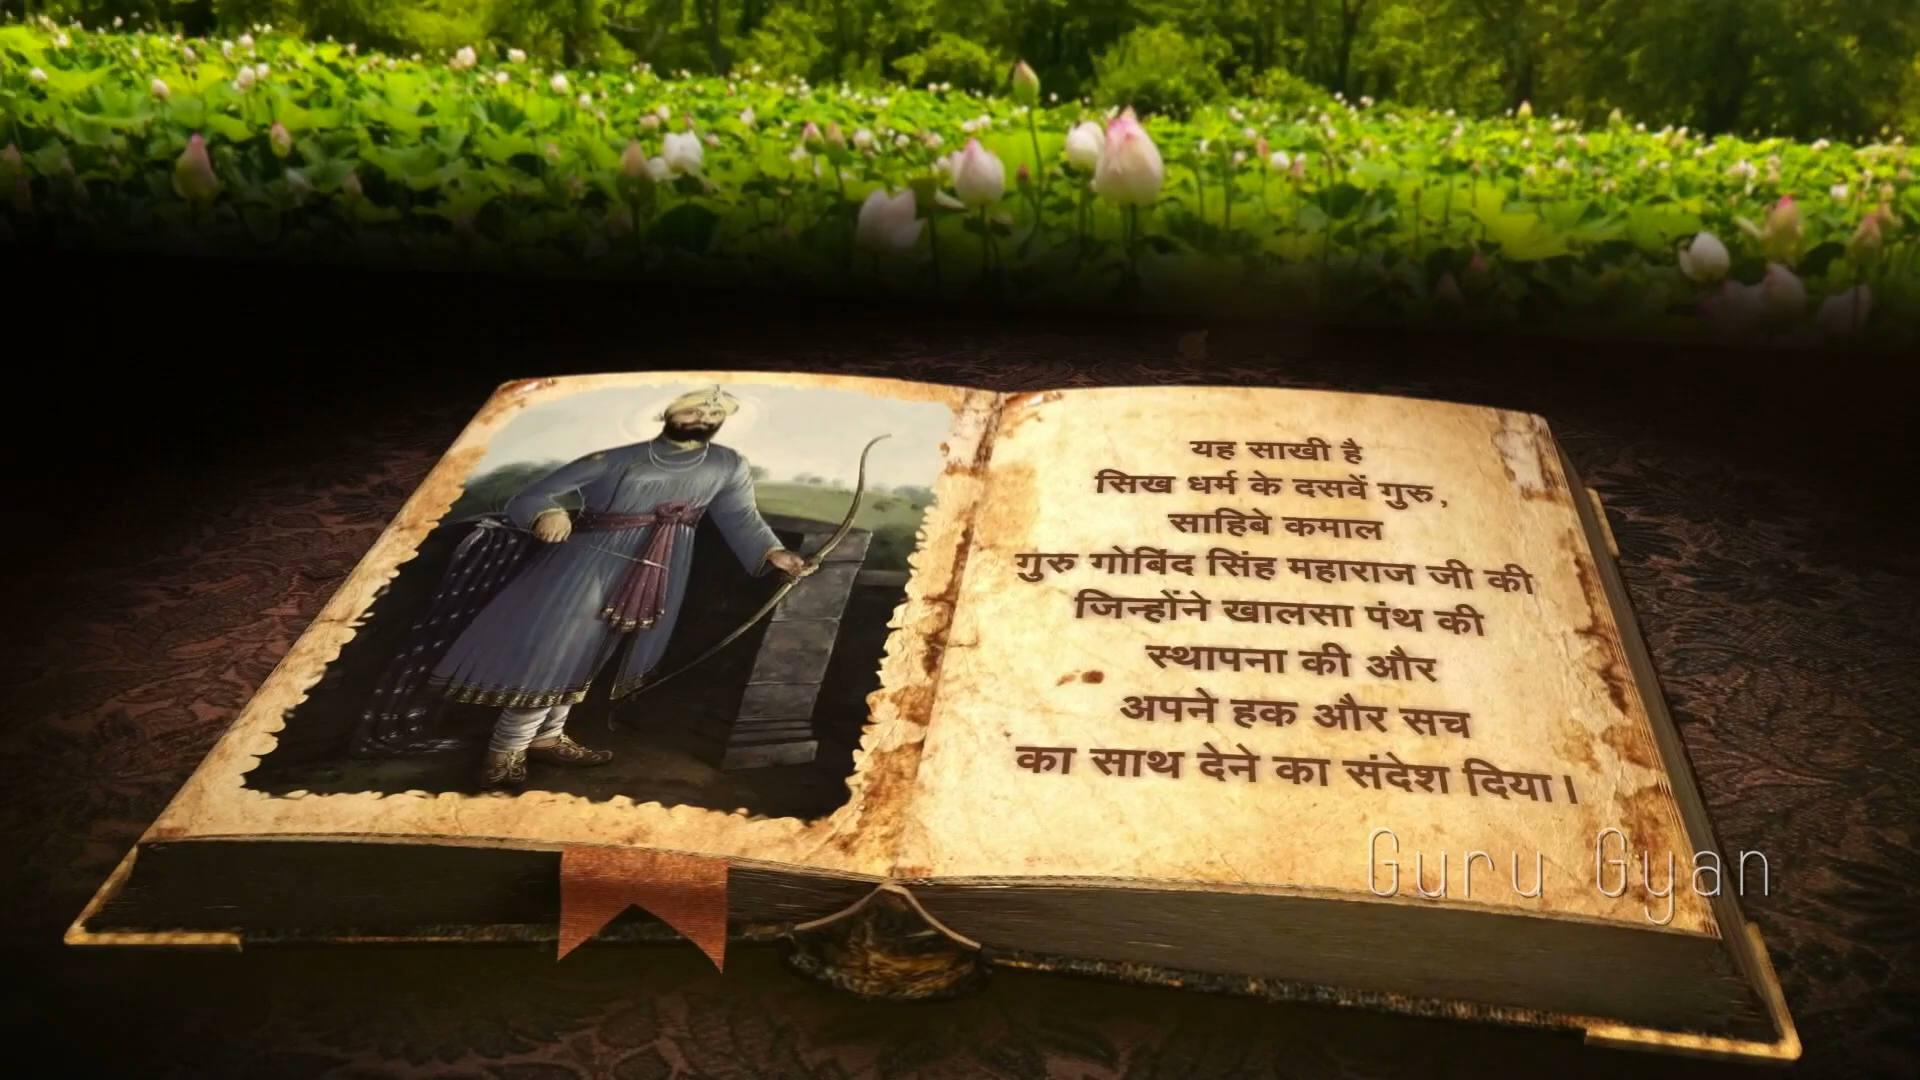 यह साखी है
सिख धर्म के दसवें गुरु,
साहिबे कमाल
गुरु गोबिंद सिंह महाराज जी की
जिन्होंने खालसा पंथ की
स्थापना की और
अपने हक और सच
का साथ देने का संदेश दिया।
Guru Gyan